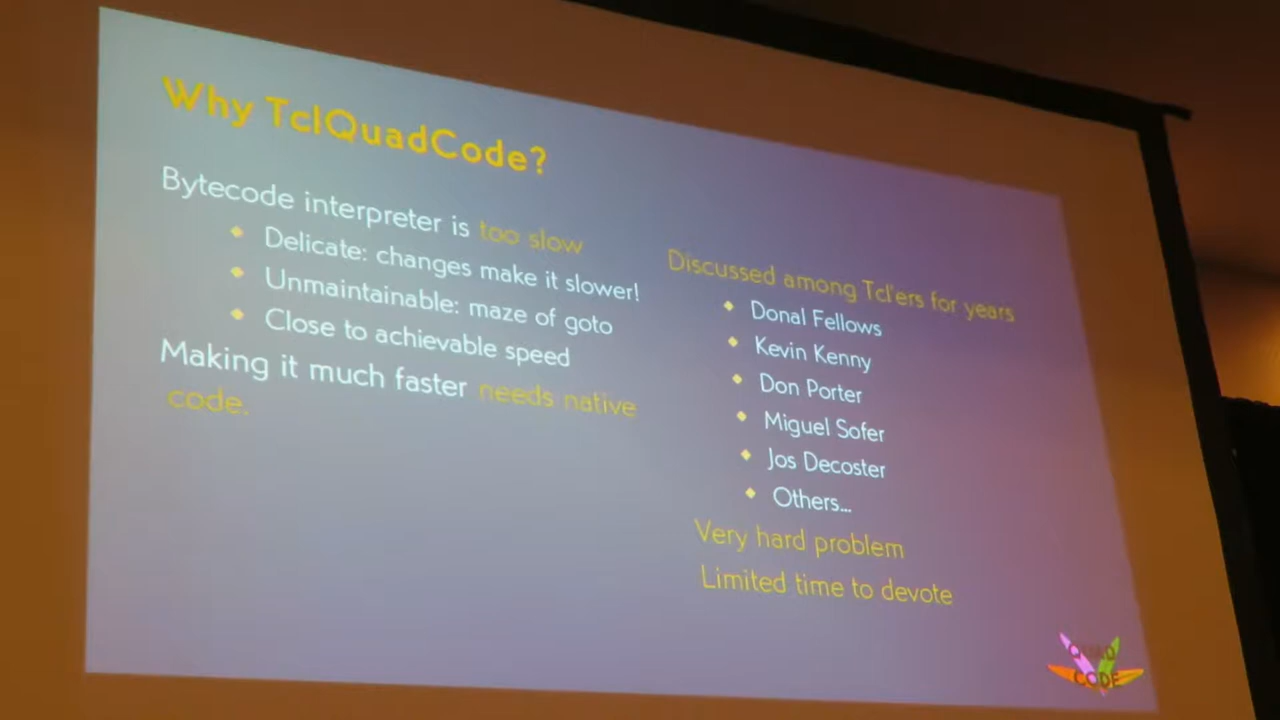 Why TclQuadCode?
Bytecode interpreter is too slow
Delicate: changes make it slower!
Unmaintainable: maze of goto
Close to achievable speed
Making it much faster needs native
code.
Discussed among Tcl'ers for years
Donal Fellows
Kevin Kenny
Don Porter
Miguel Sofer
Jos Decoster
Others...
Very hard problem
Limited time to devote
QUAD
CODE